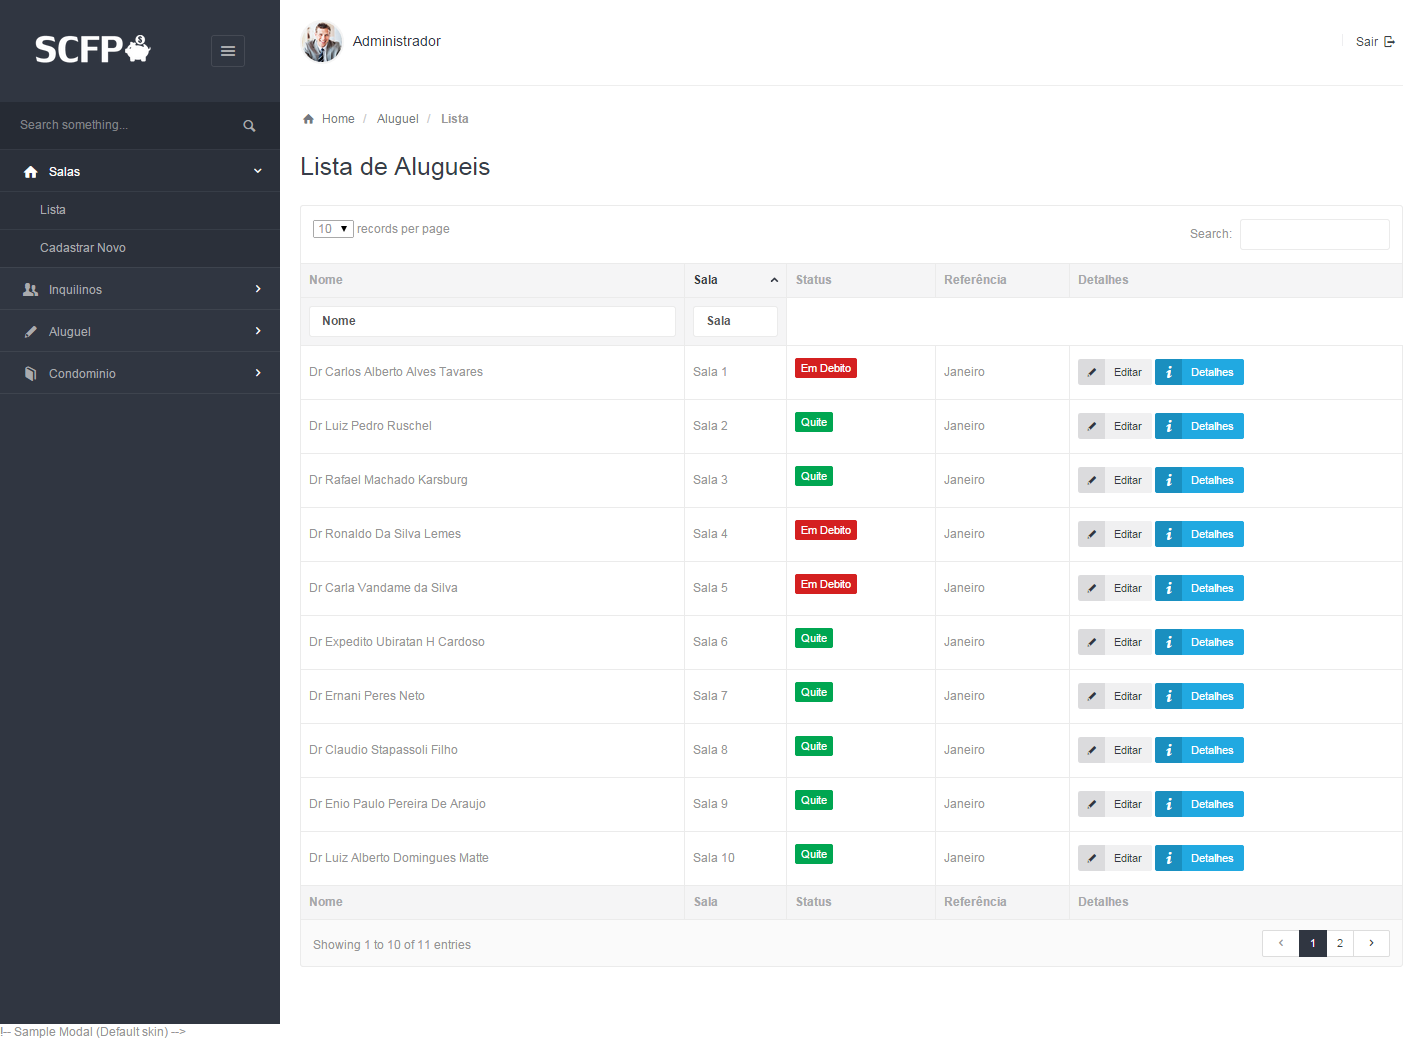 SCFP
Administrador
Sair
Search something...
Home / Aluguel / Lista
Salas
Lista de Alugueis
Lista
Cadastrar Novo
Inquilinos
Aluguel
Condominio
10 records per page
Search:
Nome Sala Status Referência Detalhes
Nome Sala
Dr Carlos Alberto Alves Tavares Sala 1 Em Debito Janeiro Editar Detalhes
Dr Luiz Pedro Ruschel Sala 2 Quite Janeiro Editar Detalhes
Dr Rafael Machado Karsburg Sala 3 Quite Janeiro Editar Detalhes
Dr Ronaldo Da Silva Lemes Sala 4 Em Debito Janeiro Editar Detalhes
Dr Carla Vandame da Silva Sala 5 Em Debito Janeiro Editar Detalhes
Dr Expedito Ubiratan H Cardoso Sala 6 Quite Janeiro Editar Detalhes
Dr Ernani Peres Neto Sala 7 Quite Janeiro Editar Detalhes
Dr Claudio Stapassoli Filho Sala 8 Quite Janeiro Editar Detalhes
Dr Enio Paulo Pereira De Araujo Sala 9 Quite Janeiro Editar Detalhes
Dr Luiz Alberto Domingues Matte Sala 10 Quite Janeiro Editar Detalhes
Nome Sala Status Referência Detalhes
Showing 1 to 10 of 11 entries
1 2
!-- Sample Modal (Default skin) -->